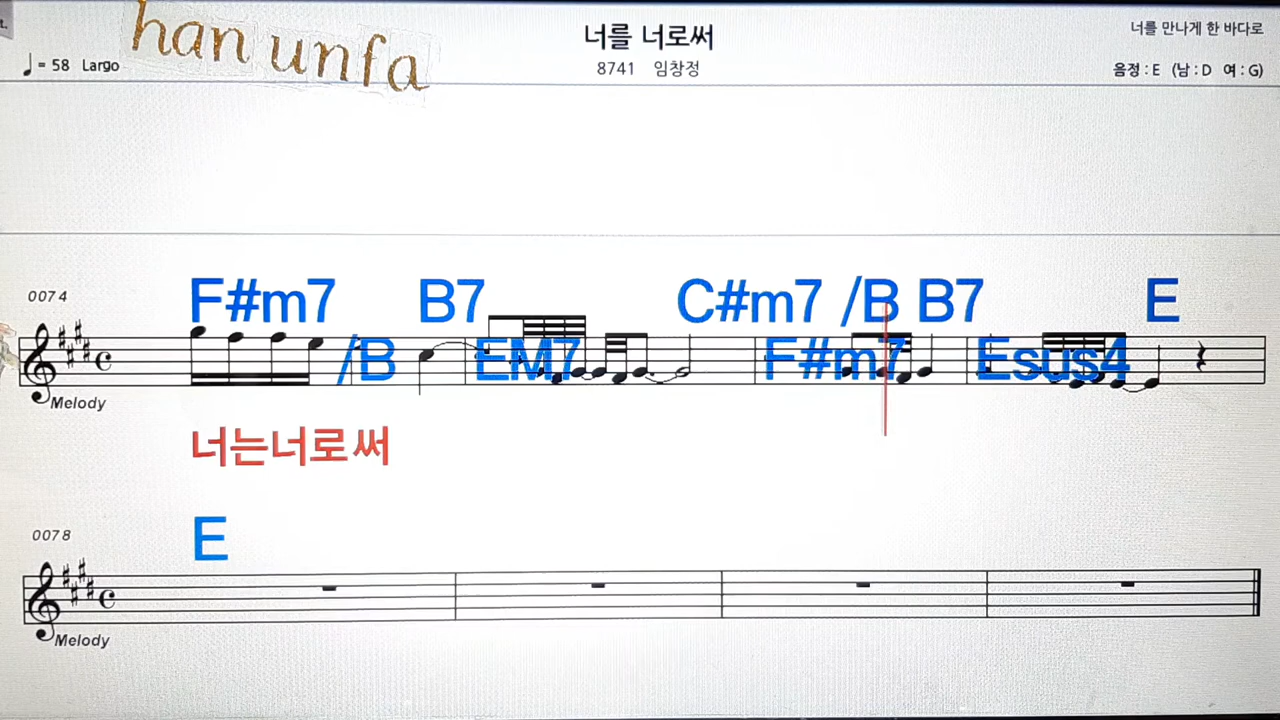 t.
han unfa
너를 너로써
너를 만나게 한 바다로
♩= 58 Largo
8741 임창정
음정 : E (남 : D 여 : G)
0074
F#m7 B7 C#m7 /B B7 E
/B EM7 F#m7 Esus4
Melody
너는너로써
0078
E
Melody